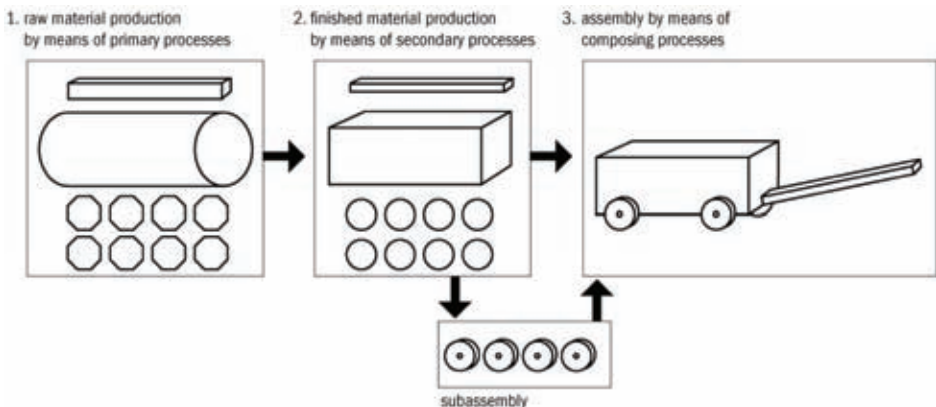 1. raw material production
by means of primary processes
2. finished material production
by means of secondary processes
3. assembly by means of
composing processes
subassembly